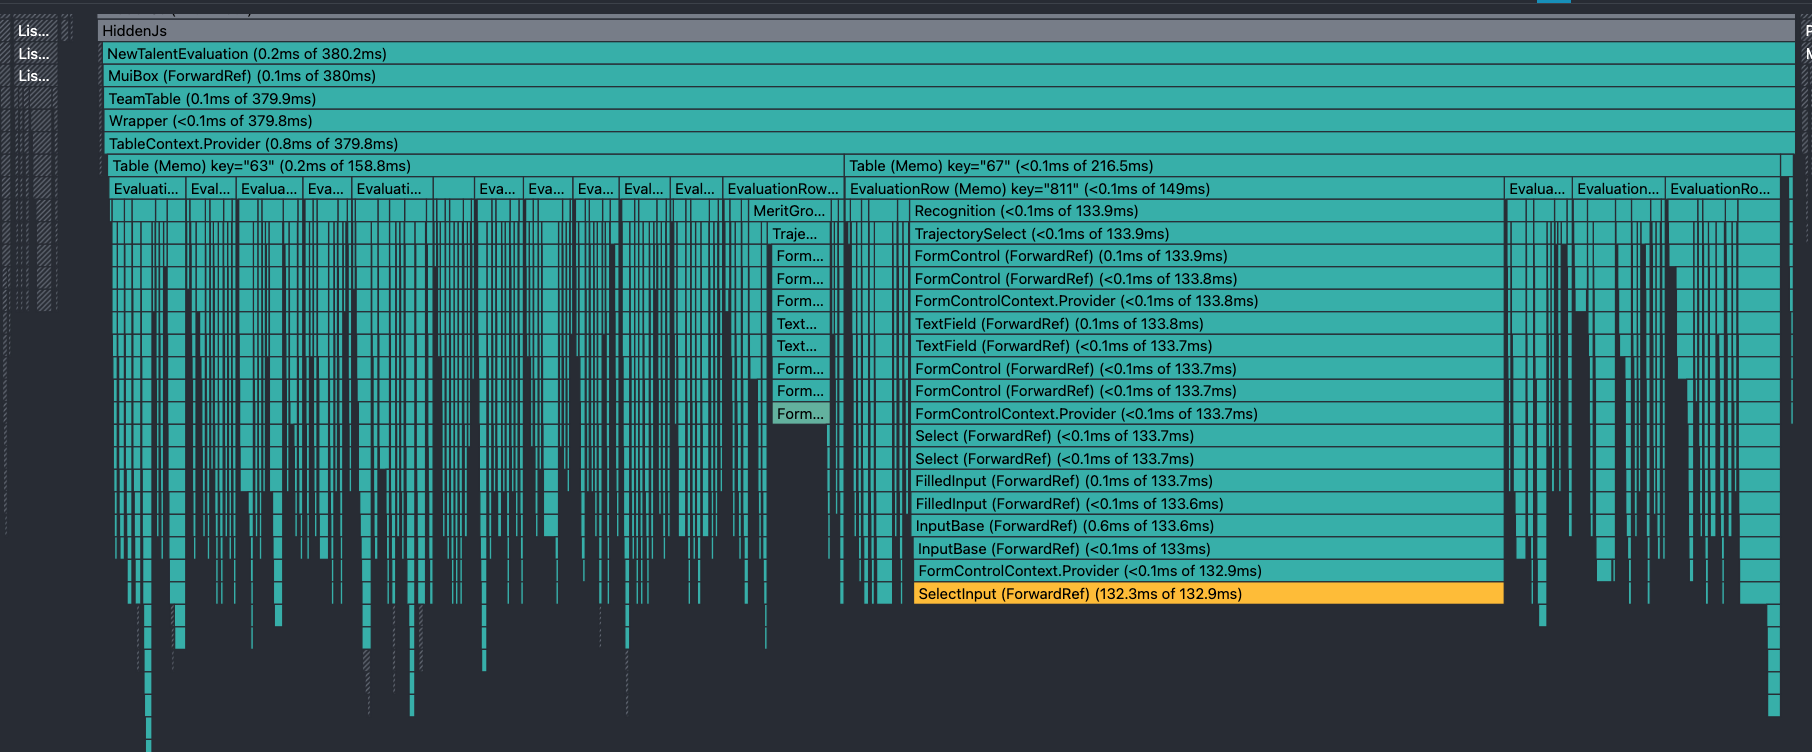 Lis... HiddenJs P
Lis... NewTalentEvaluation (0.2ms of 380.2ms)
Lis... MuiBox (ForwardRef) (0.1ms of 380ms)
TeamTable (0.1ms of 379.9ms)
Wrapper (<0.1ms of 379.8ms)
TableContext.Provider (0.8ms of 379.8ms)
Table (Memo) key="63" (0.2ms of 158.8ms) Table (Memo) key="67" (<0.1ms of 216.5ms)
Evaluati... Eval... Evalua... Eva... Evaluati... Eva... Eva... Eva... Eval... Eval... EvaluationRow... EvaluationRow (Memo) key="811" (<0.1ms of 149ms) Evalua... Evaluation... EvaluationRo...
MeritGro... Recognition (<0.1ms of 133.9ms)
Traje... TrajectorySelect (<0.1ms of 133.9ms)
Form... FormControl (ForwardRef) (0.1ms of 133.9ms)
Form... FormControl (ForwardRef) (<0.1ms of 133.8ms)
Form... FormControlContext.Provider (<0.1ms of 133.8ms)
Text... TextField (ForwardRef) (0.1ms of 133.8ms)
Text... TextField (ForwardRef) (<0.1ms of 133.7ms)
Form... FormControl (ForwardRef) (<0.1ms of 133.7ms)
Form... FormControl (ForwardRef) (<0.1ms of 133.7ms)
Form... FormControlContext.Provider (<0.1ms of 133.7ms)
Select (ForwardRef) (<0.1ms of 133.7ms)
Select (ForwardRef) (<0.1ms of 133.7ms)
FilledInput (ForwardRef) (0.1ms of 133.7ms)
FilledInput (ForwardRef) (<0.1ms of 133.6ms)
InputBase (ForwardRef) (0.6ms of 133.6ms)
InputBase (ForwardRef) (<0.1ms of 133ms)
FormControlContext.Provider (<0.1ms of 132.9ms)
SelectInput (ForwardRef) (132.3ms of 132.9ms)